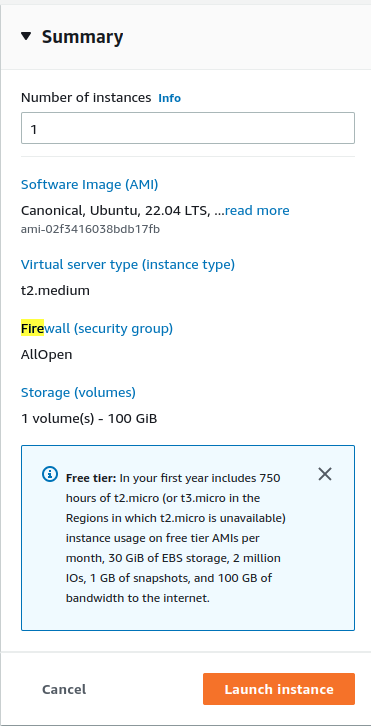 Summary
Number of instances Info
1
Software Image (AMI)
Canonical, Ubuntu, 22.04 LTS, ...read more
ami-02f3416038bdb17fb
Virtual server type (instance type)
t2.medium
Firewall (security group)
AllOpen
Storage (volumes)
1 volume(s) - 100 GiB
Free tier: In your first year includes 750
hours of t2.micro (or t3.micro in the
Regions in which t2.micro is unavailable)
instance usage on free tier AMIs per
month, 30 GiB of EBS storage, 2 million
IOs, 1 GB of snapshots, and 100 GB of
bandwidth to the internet.
Cancel Launch instance